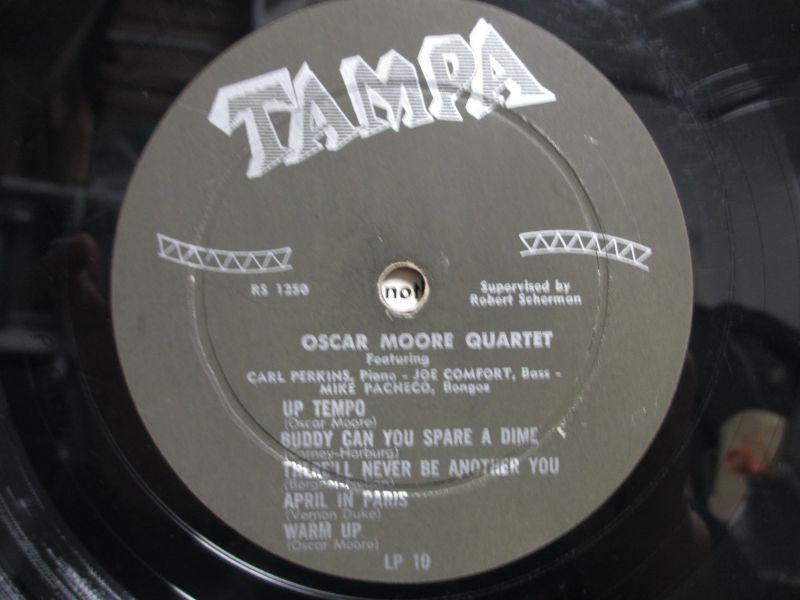 TAMPA
RS 1250
Supervised by
Robert Scherman
no!
OSCAR MOORE QUARTET
Featuring
CARL PERKINS, Piano - JOE COMFORT, Bass -
MIKE PACHECO, Bongos
UP TEMPO
(Oscar Moore)
BUDDY CAN YOU SPARE A DIME
THERE'LL NEVER BE ANOTHER YOU
APRIL IN PARIS
(Vernon Duke)
WARM UP
(Oscar Moore)
LP 10